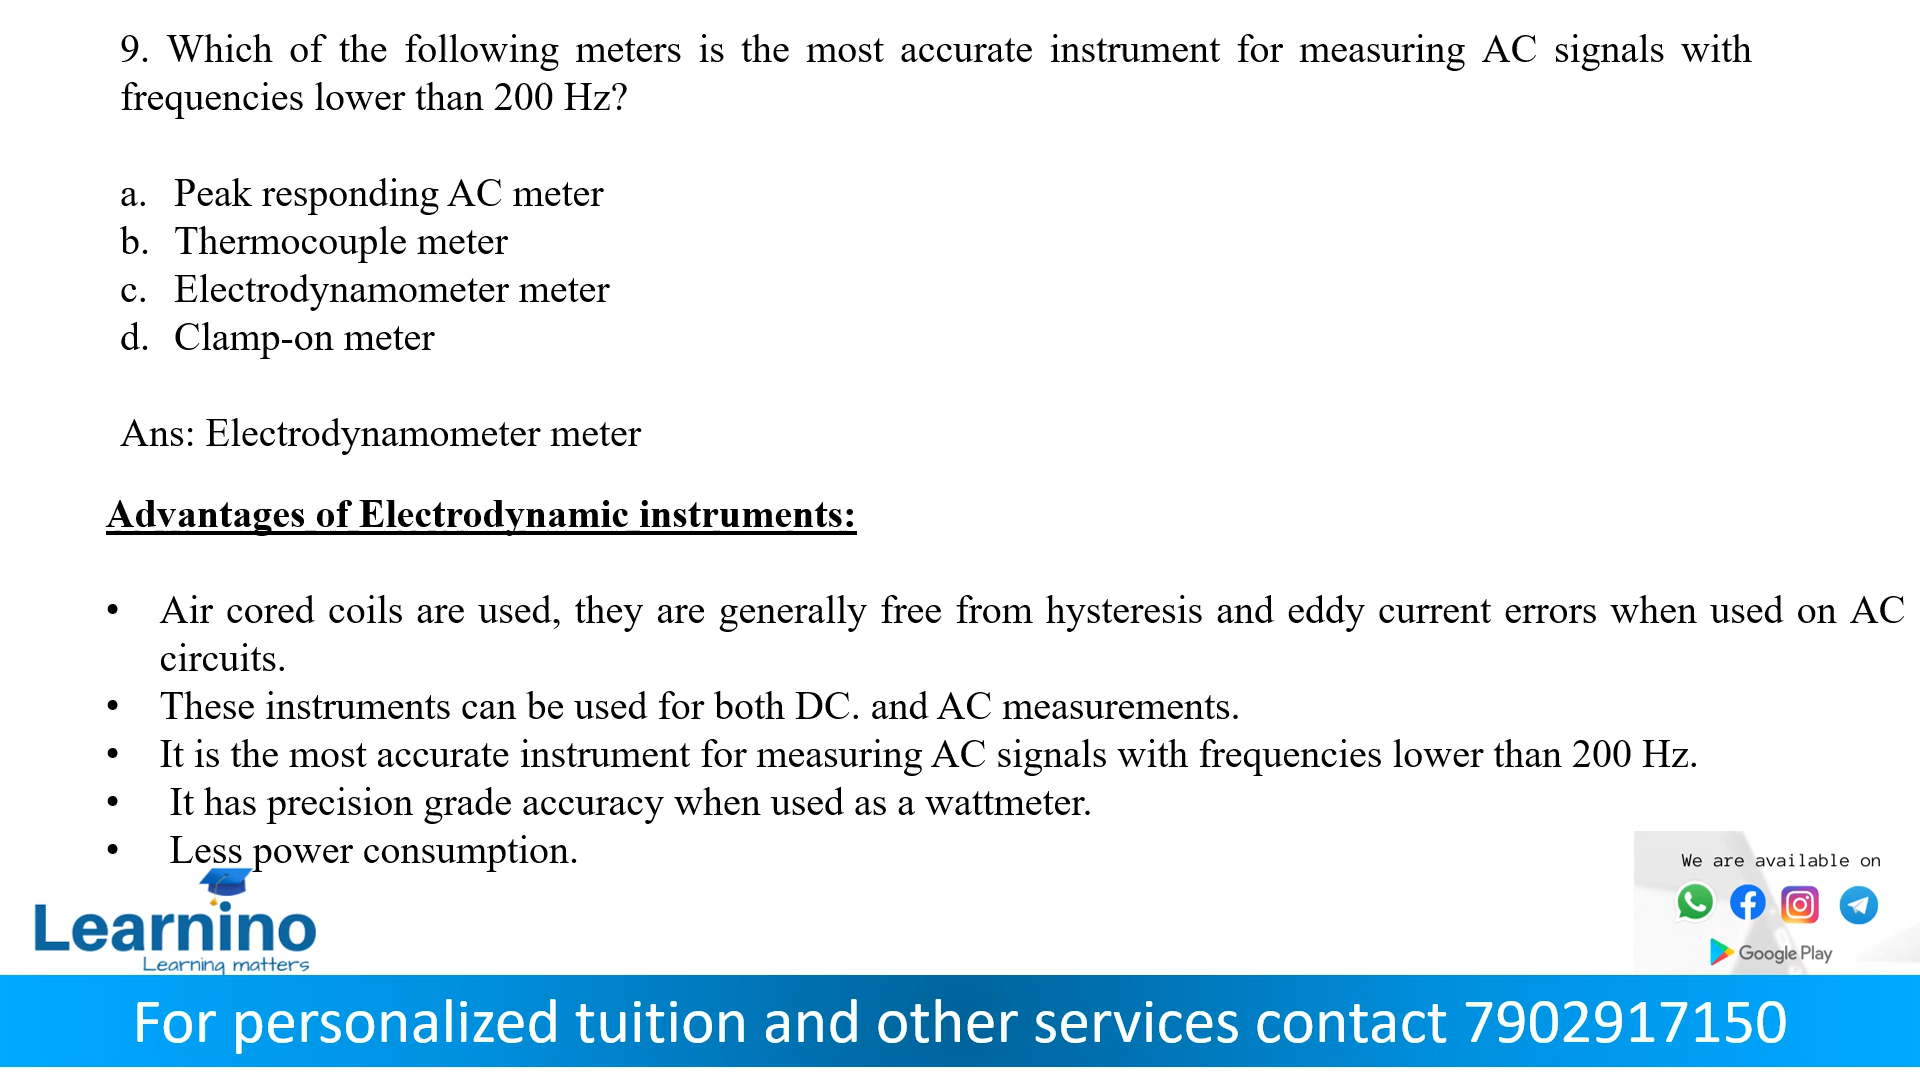 9. Which of the following meters is the most accurate instrument for measuring AC signals with
frequencies lower than 200 Hz?
a. Peak responding AC meter
b. Thermocouple meter
c. Electrodynamometer meter
d. Clamp-on meter
Ans: Electrodynamometer meter
Advantages of Electrodynamic instruments:
• Air cored coils are used, they are generally free from hysteresis and eddy current errors when used on AC
circuits.
• These instruments can be used for both DC. and AC measurements.
• It is the most accurate instrument for measuring AC signals with frequencies lower than 200 Hz.
• It has precision grade accuracy when used as a wattmeter.
• Less power consumption.
Learnino
Learning matters
We are available on
Google Play
For personalized tuition and other services contact 7902917150